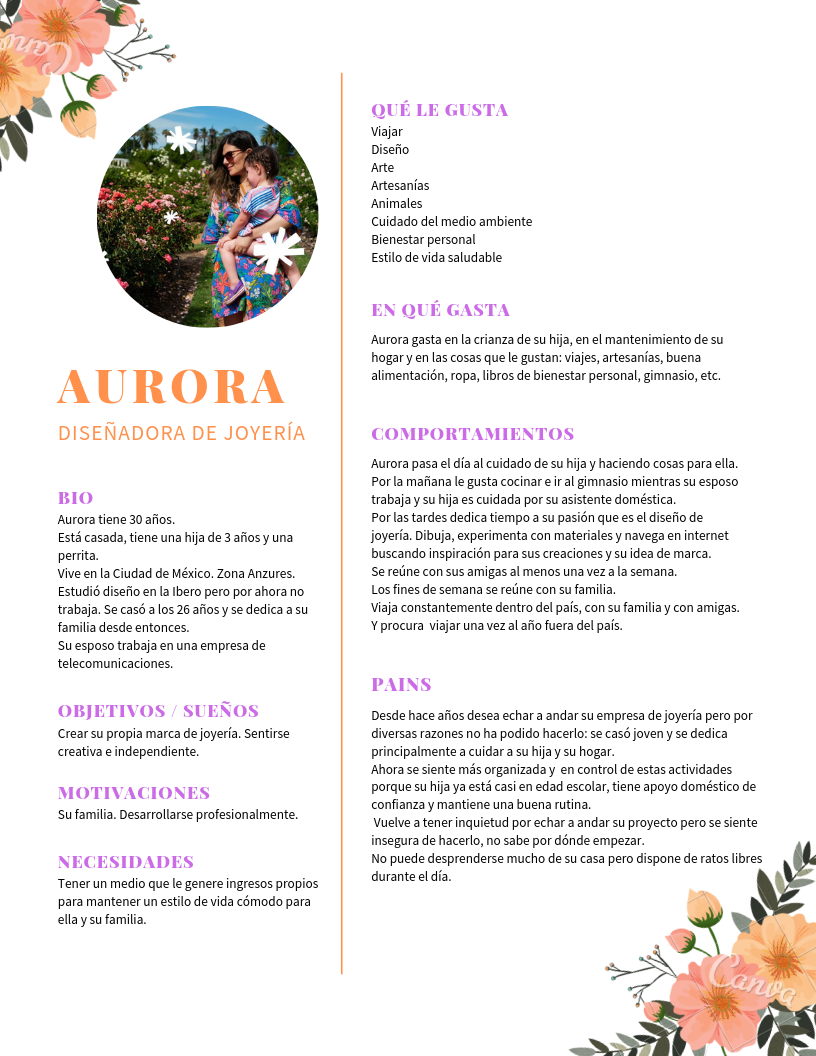 Canva
AURORA
DISEÑADORA DE JOYERÍA
BIO
Aurora tiene 30 años.
Está casada, tiene una hija de 3 años y una
perrita.
Vive en la Ciudad de México. Zona Anzures.
Estudió diseño en la Ibero pero por ahora no
trabaja. Se casó a los 26 años y se dedica a su
familia desde entonces.
Su esposo trabaja en una empresa de
telecomunicaciones.
OBJETIVOS / SUEÑOS
Crear su propia marca de joyería. Sentirse
creativa e independiente.
MOTIVACIONES
Su familia. Desarrollarse profesionalmente.
NECESIDADES
Tener un medio que le genere ingresos propios
para mantener un estilo de vida cómodo para
ella y su familia.
QUÉ LE GUSTA
Viajar
Diseño
Arte
Artesanías
Animales
Cuidado del medio ambiente
Bienestar personal
Estilo de vida saludable
EN QUÉ GASTA
Aurora gasta en la crianza de su hija, en el mantenimiento de su
hogar y en las cosas que le gustan: viajes, artesanías, buena
alimentación, ropa, libros de bienestar personal, gimnasio, etc.
COMPORTAMIENTOS
Aurora pasa el día al cuidado de su hija y haciendo cosas para ella.
Por la mañana le gusta cocinar e ir al gimnasio mientras su esposo
trabaja y su hija es cuidada por su asistente doméstica.
Por las tardes dedica tiempo a su pasión que es el diseño de
joyería. Dibuja, experimenta con materiales y navega en internet
buscando inspiración para sus creaciones y su idea de marca.
Se reúne con sus amigas al menos una vez a la semana.
Los fines de semana se reúne con su familia.
Viaja constantemente dentro del país, con su familia y con amigas.
Y procura  viajar una vez al año fuera del país.
PAINS
Desde hace años desea echar a andar su empresa de joyería pero por
diversas razones no ha podido hacerlo: se casó joven y se dedica
principalmente a cuidar a su hija y su hogar.
Ahora se siente más organizada y  en control de estas actividades
porque su hija ya está casi en edad escolar, tiene apoyo doméstico de
confianza y mantiene una buena rutina.
Vuelve a tener inquietud por echar a andar su proyecto pero se siente
insegura de hacerlo, no sabe por dónde empezar.
No puede desprenderse mucho de su casa pero dispone de ratos libres
durante el día.
Canva